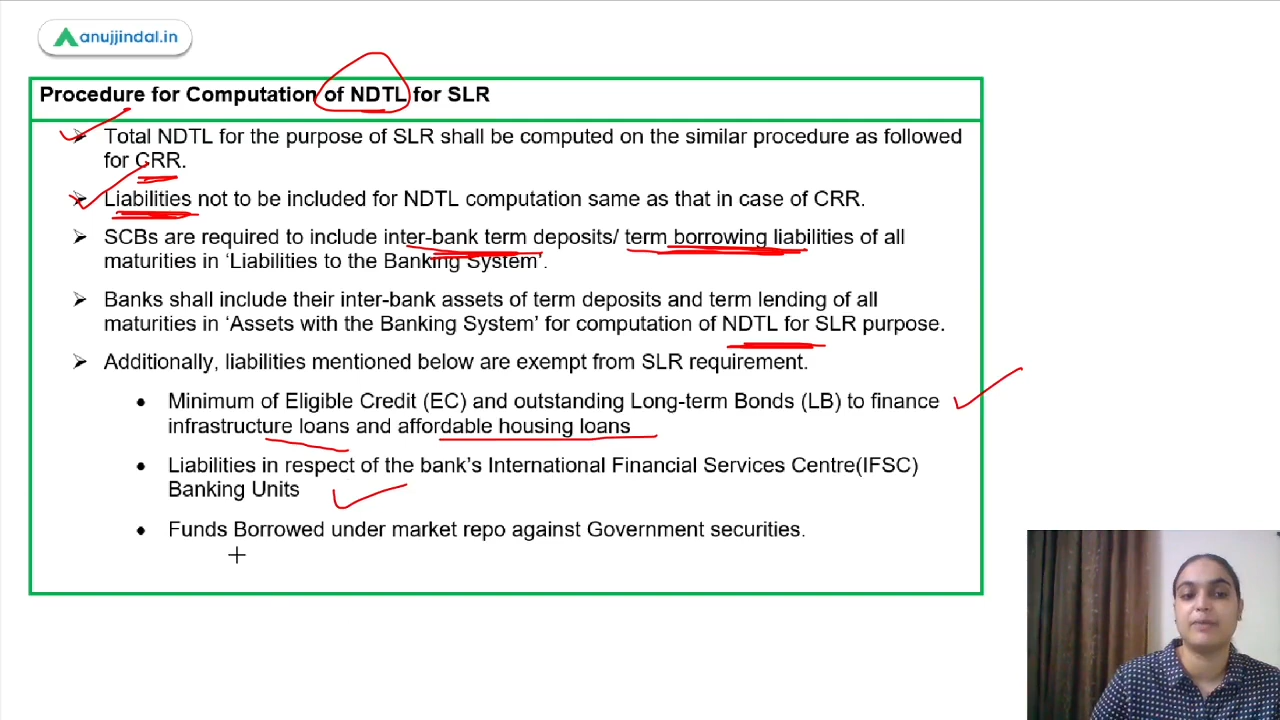 anujjindal.in
Procedure for Computation of NDTL for SLR
Total NDTL for the purpose of SLR shall be computed on the similar procedure as followed
for CRR.
Liabilities not to be included for NDTL computation same as that in case of CRR.
SCBs are required to include inter-bank term deposits/ term borrowing liabilities of all
maturities in ‘Liabilities to the Banking System’.
Banks shall include their inter-bank assets of term deposits and term lending of all
maturities in ‘Assets with the Banking System’ for computation of NDTL for SLR purpose.
Additionally, liabilities mentioned below are exempt from SLR requirement.
Minimum of Eligible Credit (EC) and outstanding Long-term Bonds (LB) to finance
infrastructure loans and affordable housing loans
Liabilities in respect of the bank’s International Financial Services Centre(IFSC)
Banking Units
Funds Borrowed under market repo against Government securities.